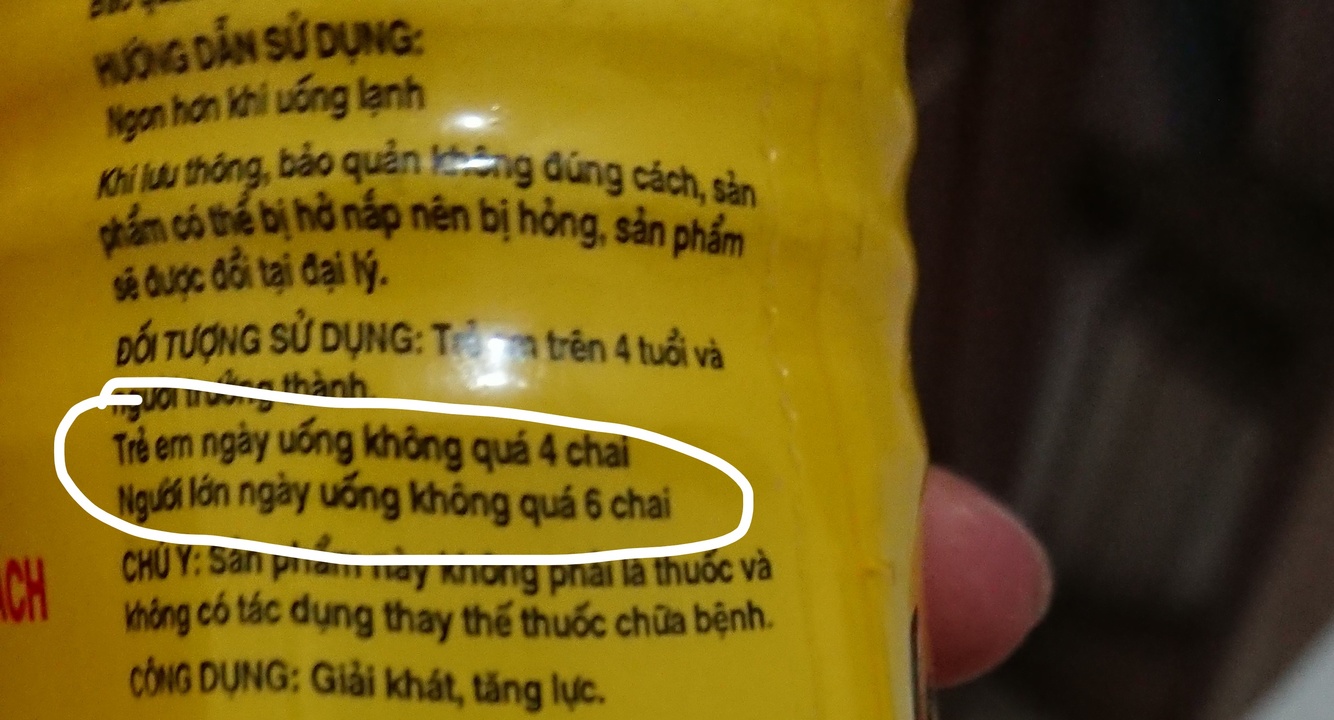 Bảo quản
HƯỚNG DẪN SỬ DỤNG:
Ngon hơn khi uống lạnh
Khi lưu thông, bảo quản không đúng cách, sản
phẩm có thể bị hở nắp nên bị hỏng, sản phẩm
sẽ được đổi tại đại lý.
ĐỐI TƯỢNG SỬ DỤNG: Trẻ em trên 4 tuổi và
người trưởng thành.
Trẻ em ngày uống không quá 4 chai
Người lớn ngày uống không quá 6 chai
CHÚ Ý: Sản phẩm này không phải là thuốc và
ẠCH
không có tác dụng thay thế thuốc chữa bệnh.
CÔNG DỤNG: Giải khát, tăng lực.